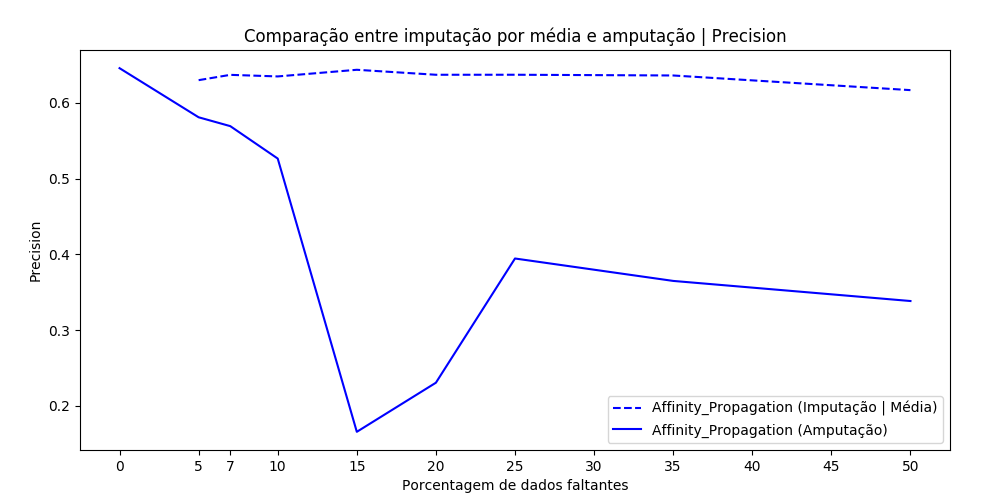 Comparação entre imputação por média e amputação | Precision
Precision
0.6
0.5
0.4
0.3
0.2
0 5 7 10 15 20 25 30 35 40 45 50
Porcentagem de dados faltantes
Affinity_Propagation (Imputação | Média)
Affinity_Propagation (Amputação)